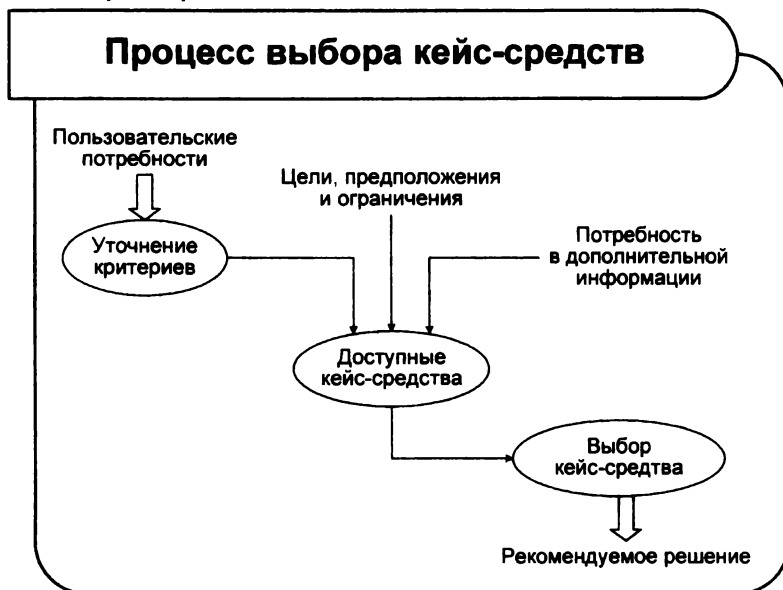 Процесс выбора кейс-средств
Пользовательские
потребности
Цели, предположения
и ограничения
Уточнение
критериев
Потребность
в дополнительной
информации
Доступные
кейс-средства
Выбор
кейс-средтва
Рекомендуемое решение